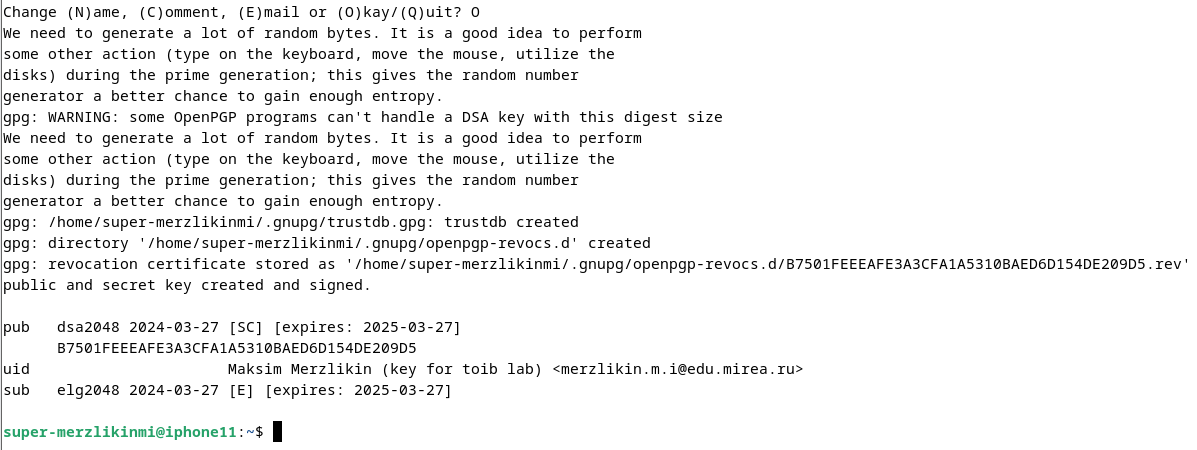 Change (N)ame, (C)omment, (E)mail or (O)kay/(Q)uit? O
We need to generate a lot of random bytes. It is a good idea to perform
some other action (type on the keyboard, move the mouse, utilize the
disks) during the prime generation; this gives the random number
generator a better chance to gain enough entropy.
gpg: WARNING: some OpenPGP programs can't handle a DSA key with this digest size
We need to generate a lot of random bytes. It is a good idea to perform
some other action (type on the keyboard, move the mouse, utilize the
disks) during the prime generation; this gives the random number
generator a better chance to gain enough entropy.
gpg: /home/super-merzlikinmi/.gnupg/trustdb.gpg: trustdb created
gpg: directory '/home/super-merzlikinmi/.gnupg/openpgp-revocs.d' created
gpg: revocation certificate stored as '/home/super-merzlikinmi/.gnupg/openpgp-revocs.d/B7501FEEEAFE3A3CFA1A5310BAED6D154DE209D5.rev'
public and secret key created and signed.
pub   dsa2048 2024-03-27 [SC] [expires: 2025-03-27]
      B7501FEEEAFE3A3CFA1A5310BAED6D154DE209D5
uid                      Maksim Merzlikin (key for toib lab) <merzlikin.m.i@edu.mirea.ru>
sub   elg2048 2024-03-27 [E] [expires: 2025-03-27]
super-merzlikinmi@iphone11:~$